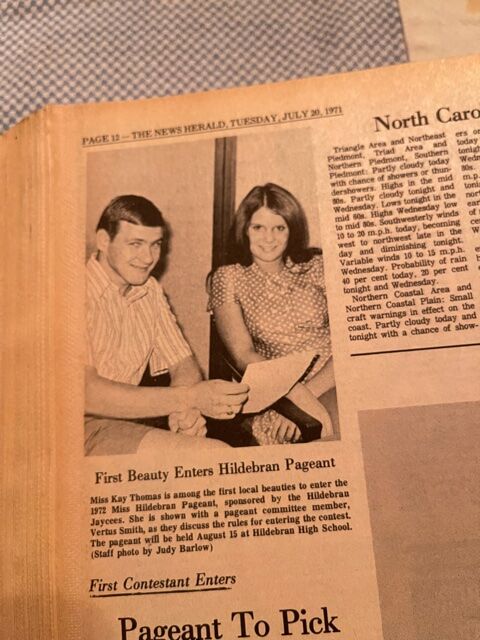 PAGE 12 — THE NEWS HERALD, TUESDAY, JULY 20, 1971
First Beauty Enters Hildebran Pageant
Miss Kay Thomas is among the first local beauties to enter the
1972 Miss Hildebran Pageant, sponsored by the Hildebran
Jaycees. She is shown with a pageant committee member,
Vertus Smith, as they discuss the rules for entering the contest.
The pageant will be held August 15 at Hildebran High School.
(Staff photo by Judy Barlow)
First Contestant Enters
Pageant To Pick
North Caro
Triangle Area and Northeast
Piedmont, Triad Area and
Northern Piedmont, Southern
Piedmont: Partly cloudy today
with chance of showers or thun-
dershowers. Highs in the mid
80s. Partly cloudy tonight and
Wednesday. Lows tonight in the
mid 60s. Highs Wednesday low
to mid 80s. Southwesterly winds
10 to 20 m.p.h. today, becoming
west to northwest late in the
day and diminishing tonight.
Variable winds 10 to 15 m.p.h.
Wednesday. Probability of rain
40 per cent today, 20 per cent
tonight and Wednesday.
Northern Coastal Area and
Northern Coastal Plain: Small
craft warnings in effect on the
coast. Partly cloudy today and
tonight with a chance of show-
ers or
today
tonigh
Wedn
80s.
m.p.